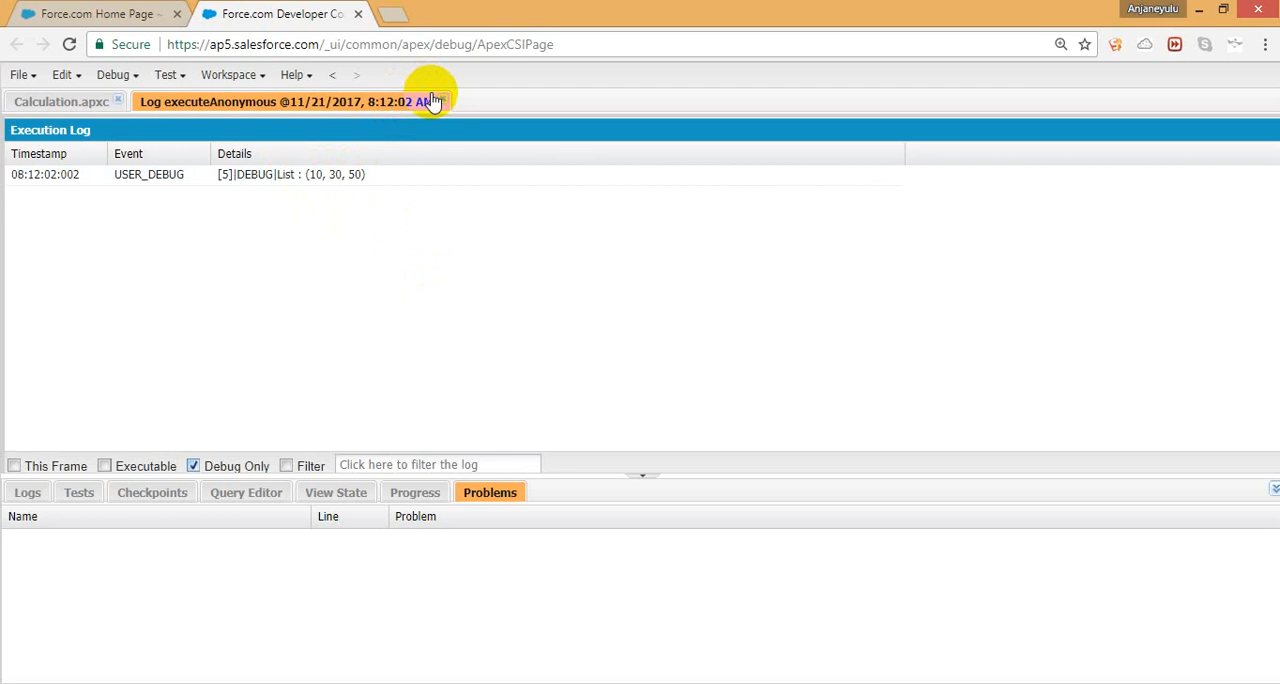 Force.com Home Page ~
Force.com Developer Co
Anjaneyulu
Secure
https://ap5.salesforce.com/_ui/common/apex/debug/ApexCSIPage
File
Edit
Debug
Test
Workspace
Help
<
>
Calculation.apxc
Log executeAnonymous @11/21/2017, 8:12:02 AM
Execution Log
Timestamp Event Details
08:12:02:002 USER_DEBUG [5]|DEBUG|List : (10, 30, 50)
This Frame
Executable
Debug Only
Filter
Click here to filter the log
Logs
Tests
Checkpoints
Query Editor
View State
Progress
Problems
Name Line Problem